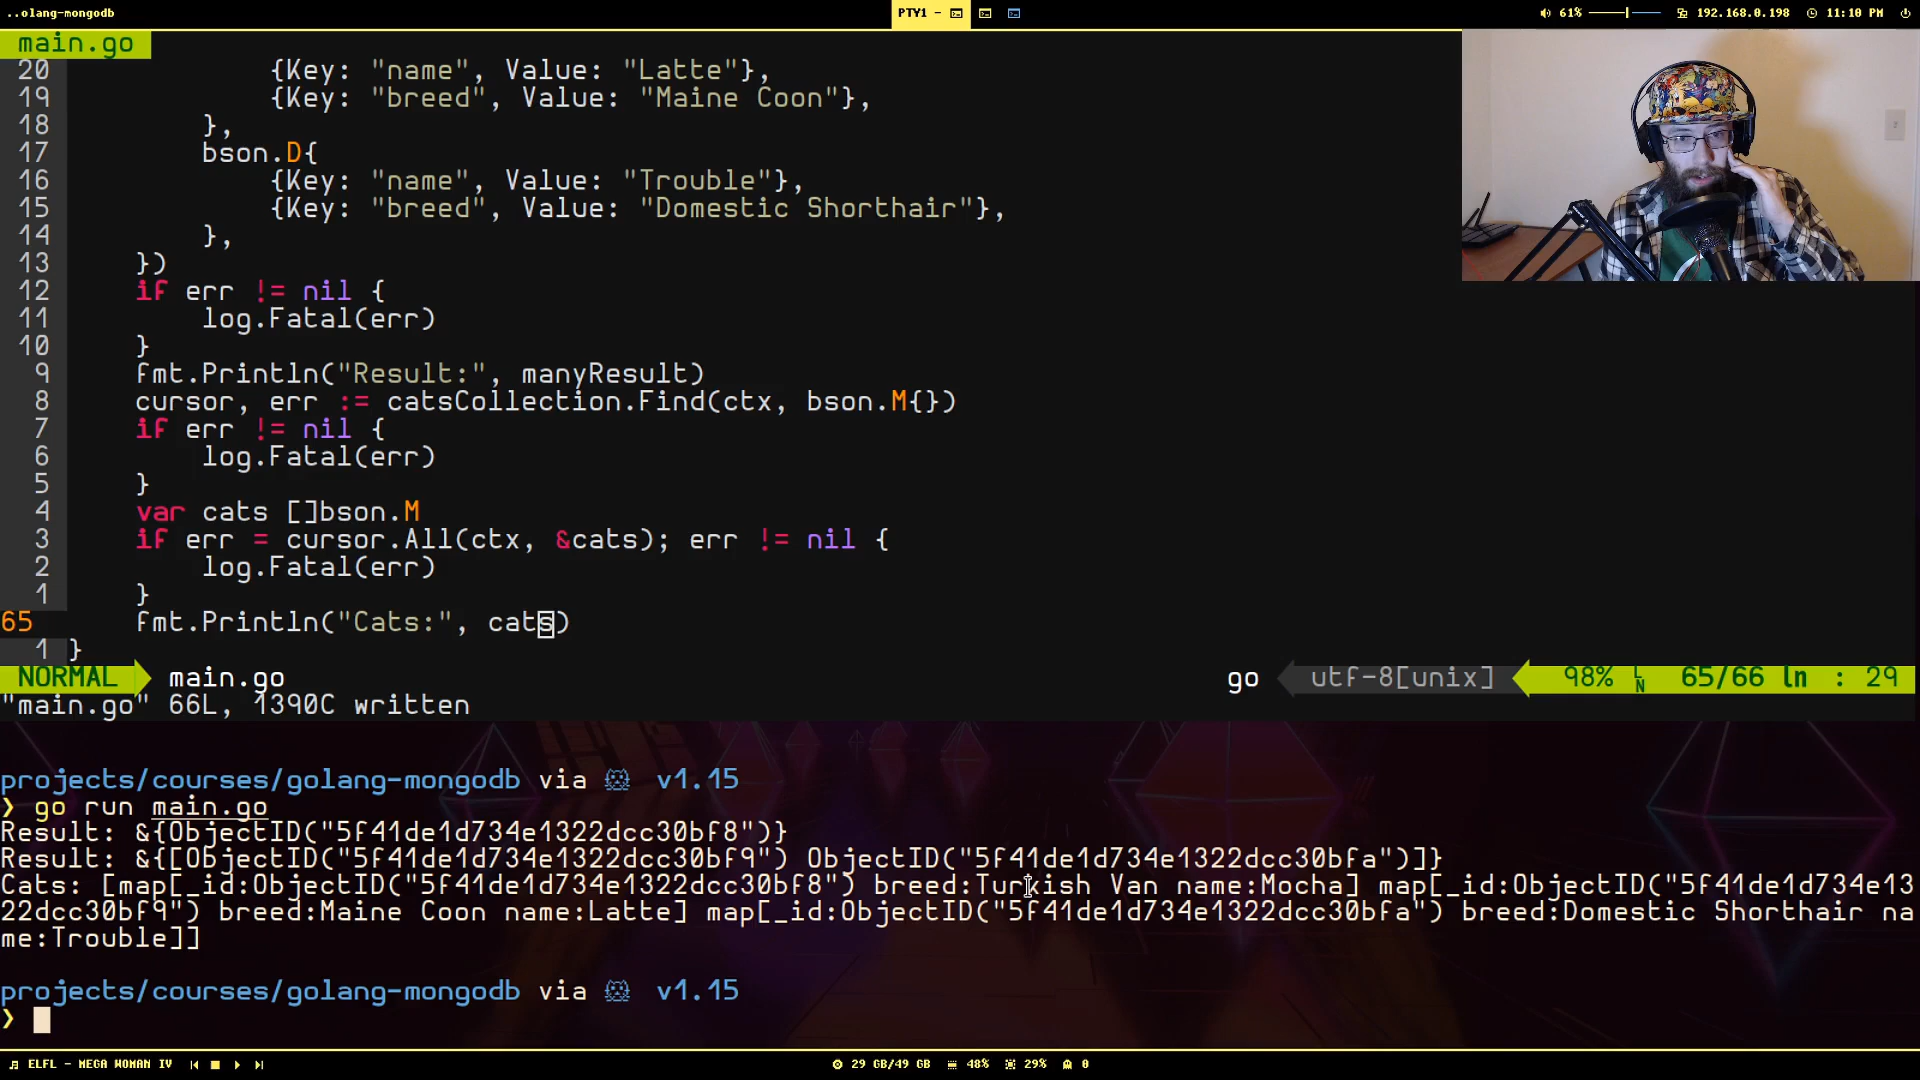 ..olang-mongodb
PTY1 -
61%
192.168.0.198
11:10 PM
main.go
20 {Key: "name", Value: "Latte"},
19 {Key: "breed", Value: "Maine Coon"},
18 },
17 bson.D{
16 {Key: "name", Value: "Trouble"},
15 {Key: "breed", Value: "Domestic Shorthair"},
14 },
13 })
12 if err != nil {
11 log.Fatal(err)
10 }
9 fmt.Println("Result:", manyResult)
8 cursor, err := catsCollection.Find(ctx, bson.M{})
7 if err != nil {
6 log.Fatal(err)
5 }
4 var cats []bson.M
3 if err = cursor.All(ctx, &cats); err != nil {
2 log.Fatal(err)
1 }
65 fmt.Println("Cats:", cats)
1 }
NORMAL main.go go utf-8[unix] 98% LN 65/66 ln : 29
"main.go" 66L, 1390C written
projects/courses/golang-mongodb via v1.15
❯ go run main.go
Result: &{ObjectID("5f41de1d734e1322dcc30bf8")}
Result: &{[ObjectID("5f41de1d734e1322dcc30bf9") ObjectID("5f41de1d734e1322dcc30bfa")]}
Cats: [map[_id:ObjectID("5f41de1d734e1322dcc30bf8") breed:Turkish Van name:Mocha] map[_id:ObjectID("5f41de1d734e13
22dcc30bf9") breed:Maine Coon name:Latte] map[_id:ObjectID("5f41de1d734e1322dcc30bfa") breed:Domestic Shorthair na
me:Trouble]]
projects/courses/golang-mongodb via v1.15
❯
ELFL - MEGA WOMAN IV
29 GB/49 GB 48% 29% 0